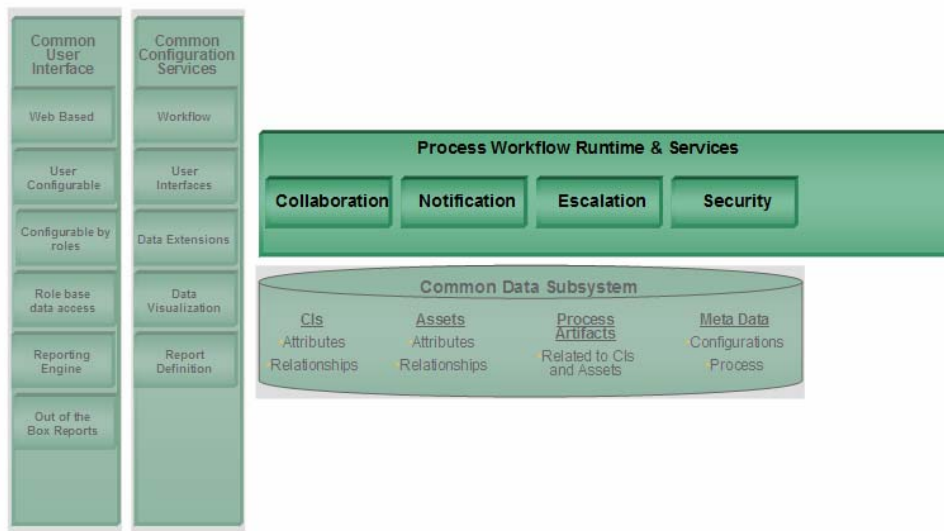 Common
User
Interface
Web Based
User
Configurable
Configurable by
roles
Role base
data access
Reporting
Engine
Out of the
Box Reports
Common
Configuration
Services
Workflow
User
Interfaces
Data Extensions
Data
Visualization
Report
Definition
Process Workflow Runtime & Services
Collaboration
Notification
Escalation
Security
Common Data Subsystem
CIs
Attributes
Relationships
Assets
Attributes
Relationships
Process
Artifacts
Related to CIs
and Assets
Meta Data
Configurations
Process